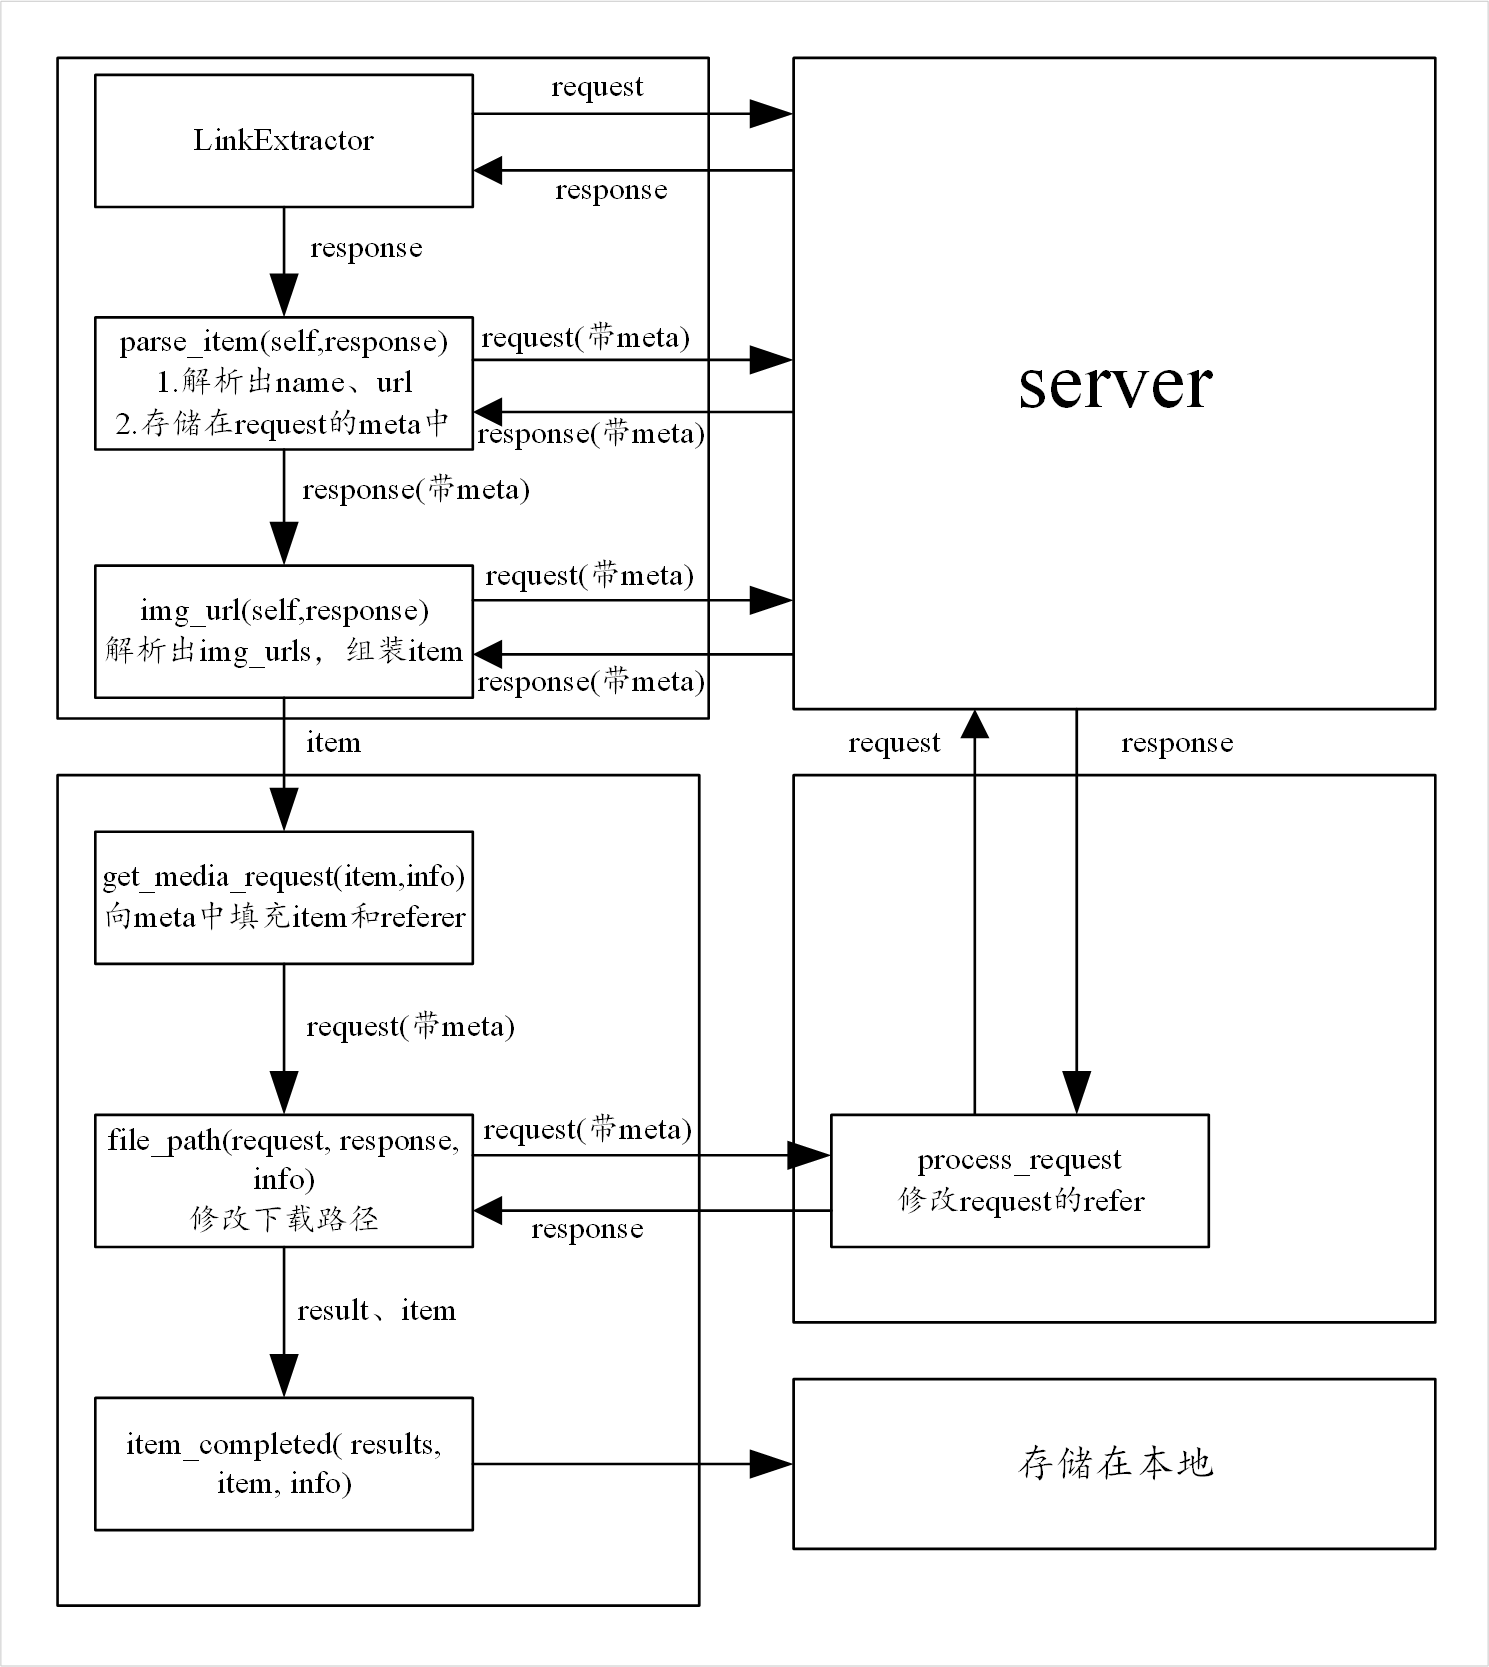 request
LinkExtractor
response
response
parse_item(self,response)
1.解析出name、url
2.存储在request的meta中
request(带meta)
response(带meta)
server
response(带meta)
img_url(self,response)
解析出img_urls，组装item
request(带meta)
response(带meta)
item
request
response
get_media_request(item,info)
向meta中填充item和referer
request(带meta)
file_path(request, response,
info)
修改下载路径
request(带meta)
response
process_request
修改request的refer
result、item
item_completed( results,
item, info)
存储在本地